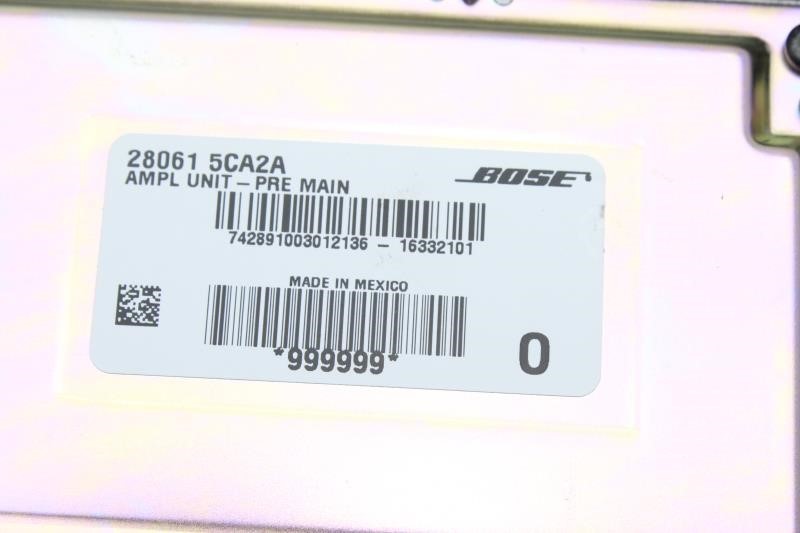 28061 5CA2A
BOSE
AMPL UNIT – PRE MAIN
742891003012136 – 16332101
MADE IN MEXICO
*999999*
0